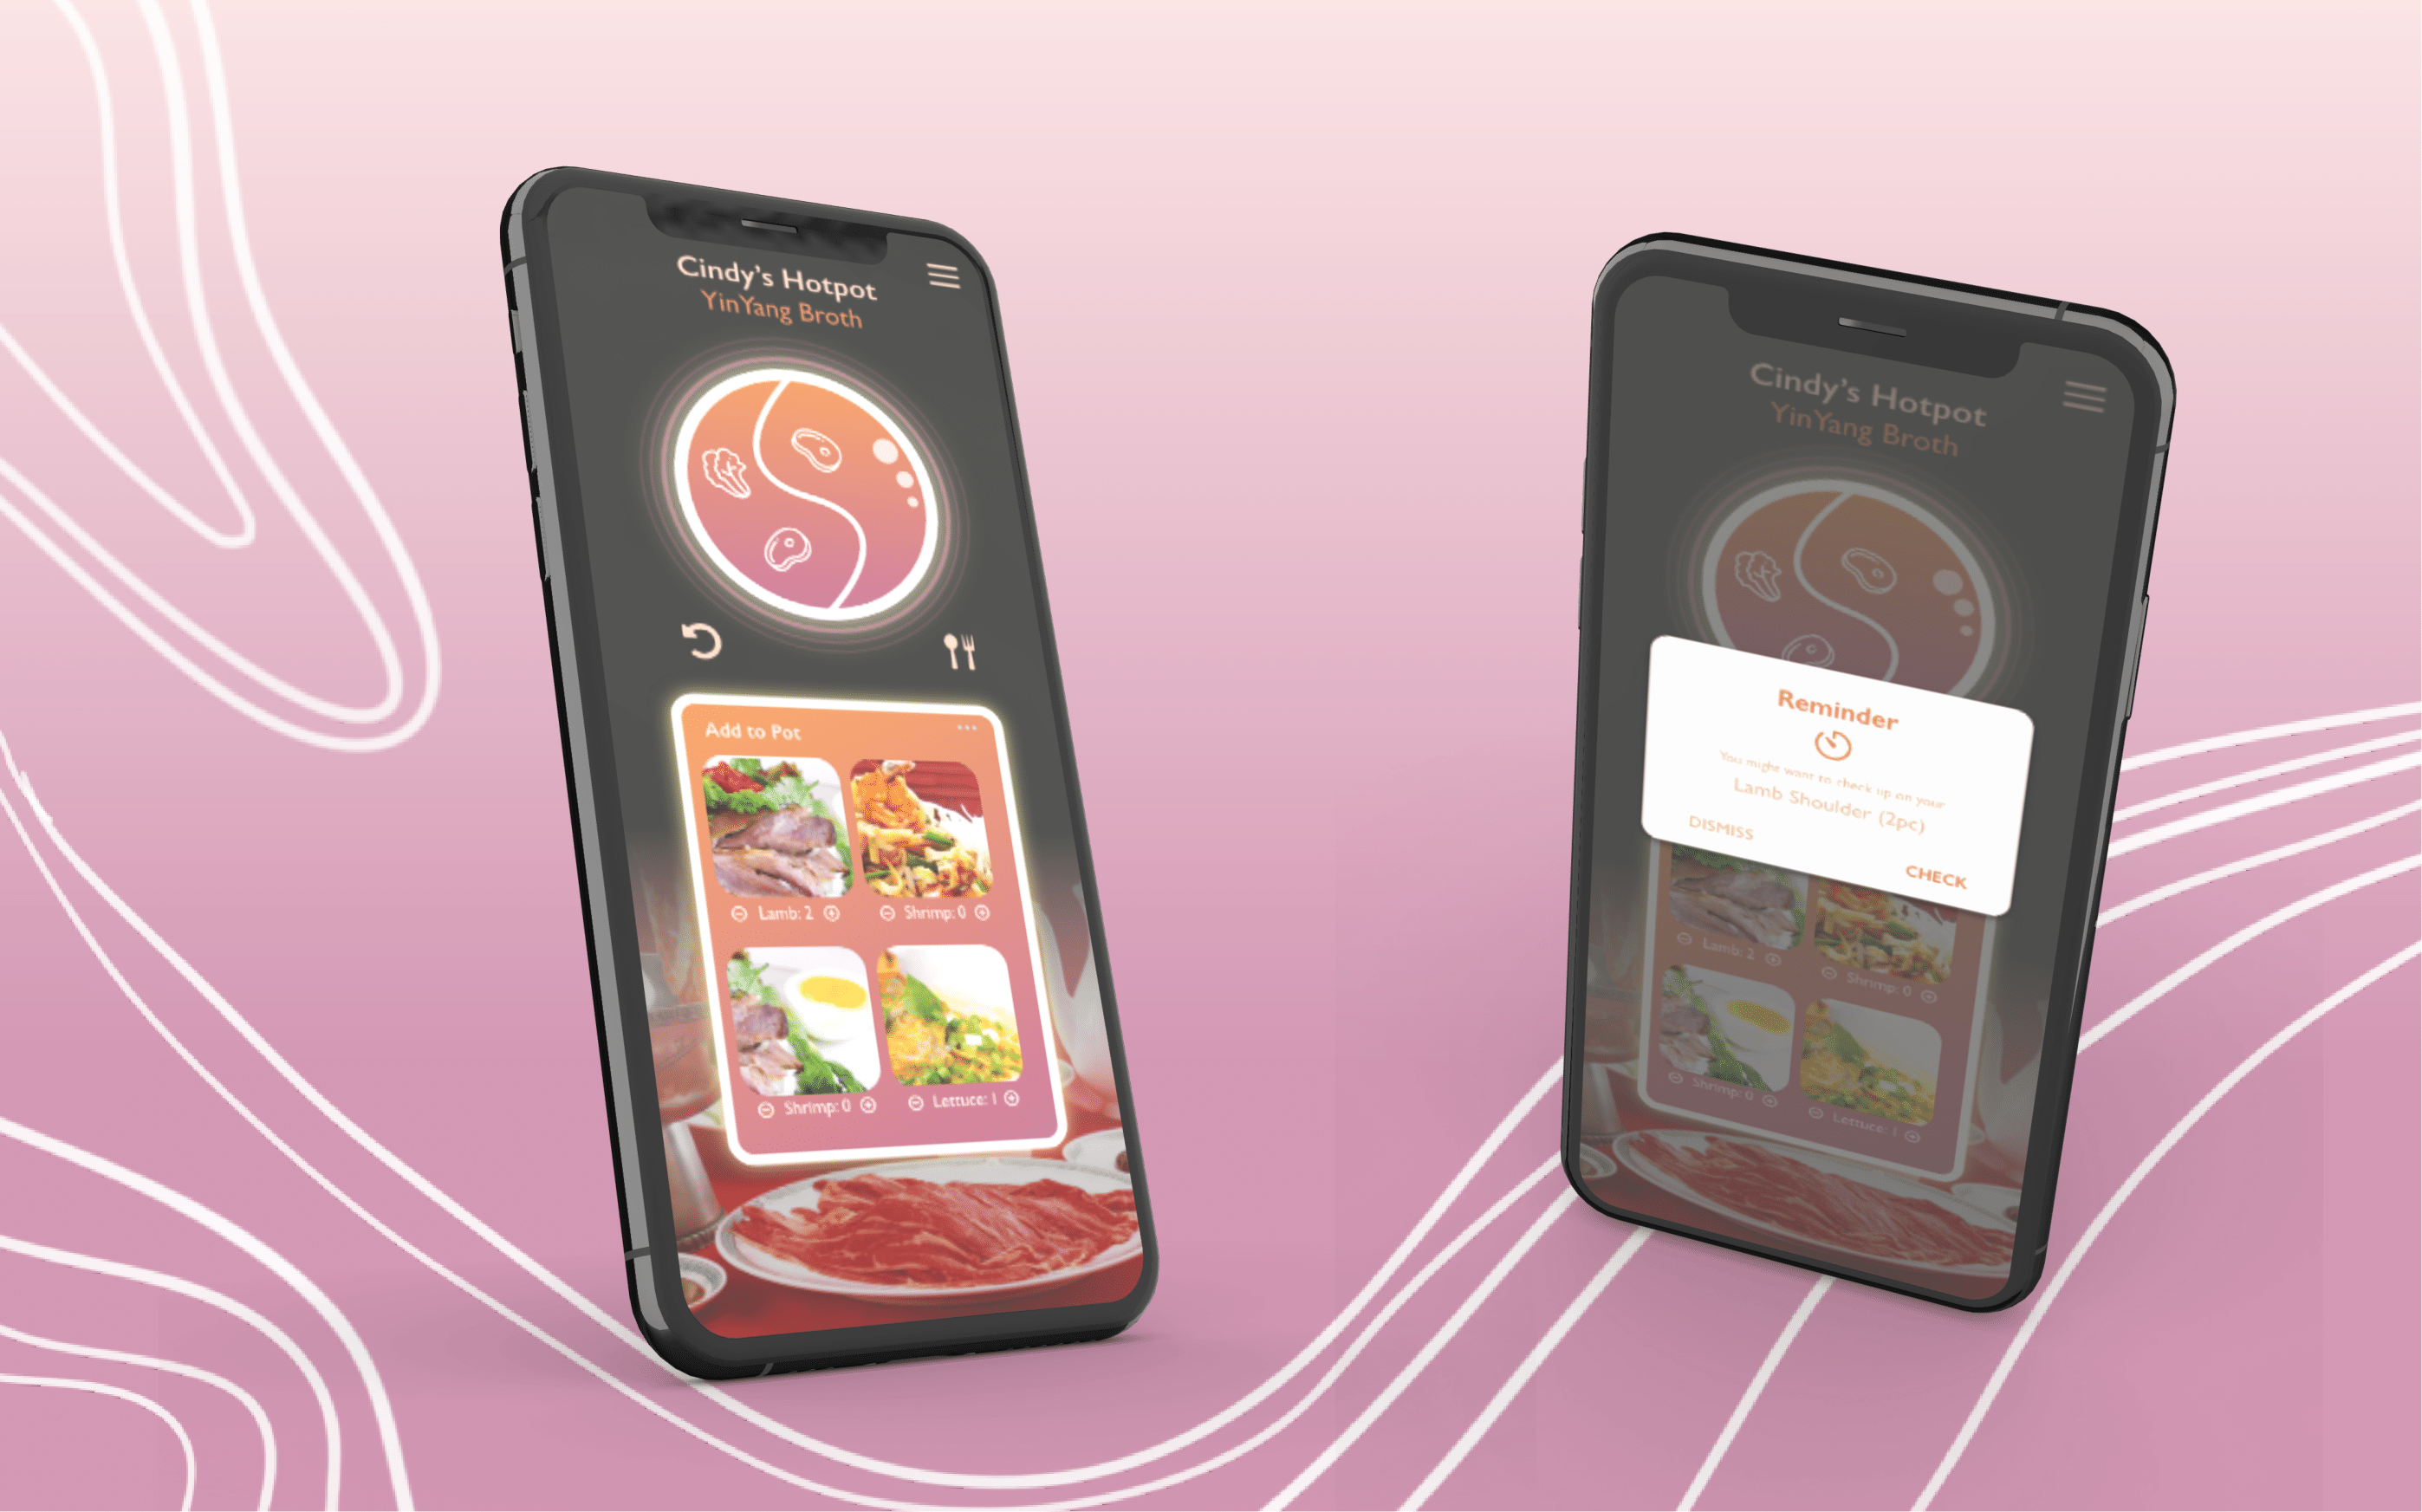 Cindy's Hotpot
YinYang Broth
Add to Pot
Lamb: 2
Shrimp: 0
Shrimp: 0
Lettuce: 1
Cindy's Hotpot
YinYang Broth
Reminder
You might want to check up on your
Lamb Shoulder (2pc)
DISMISS
CHECK
Lamb: 2
Shrimp: 0
Shrimp: 0
Lettuce: 1